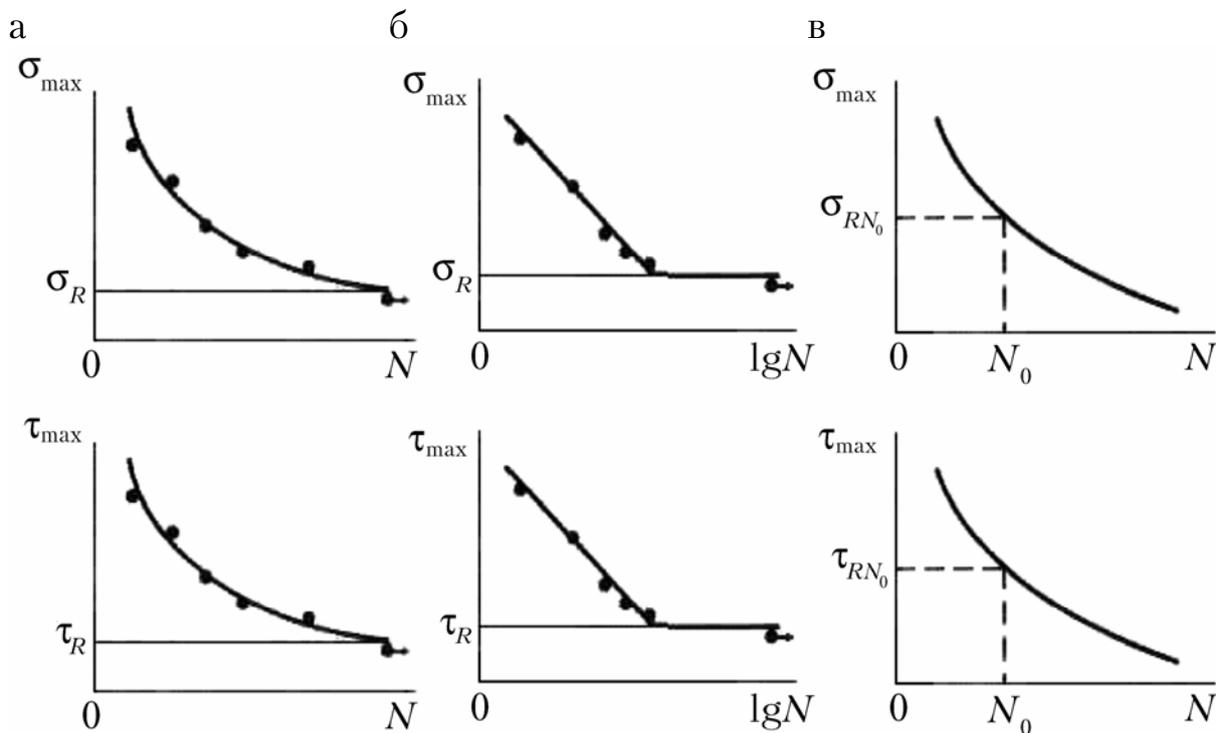 а б в
σmax σmax σmax
σRN₀
σR σR
0 N 0 lgN 0 N₀ N
τmax τmax τmax
τRN₀
τR τR
0 N 0 lgN 0 N₀ N